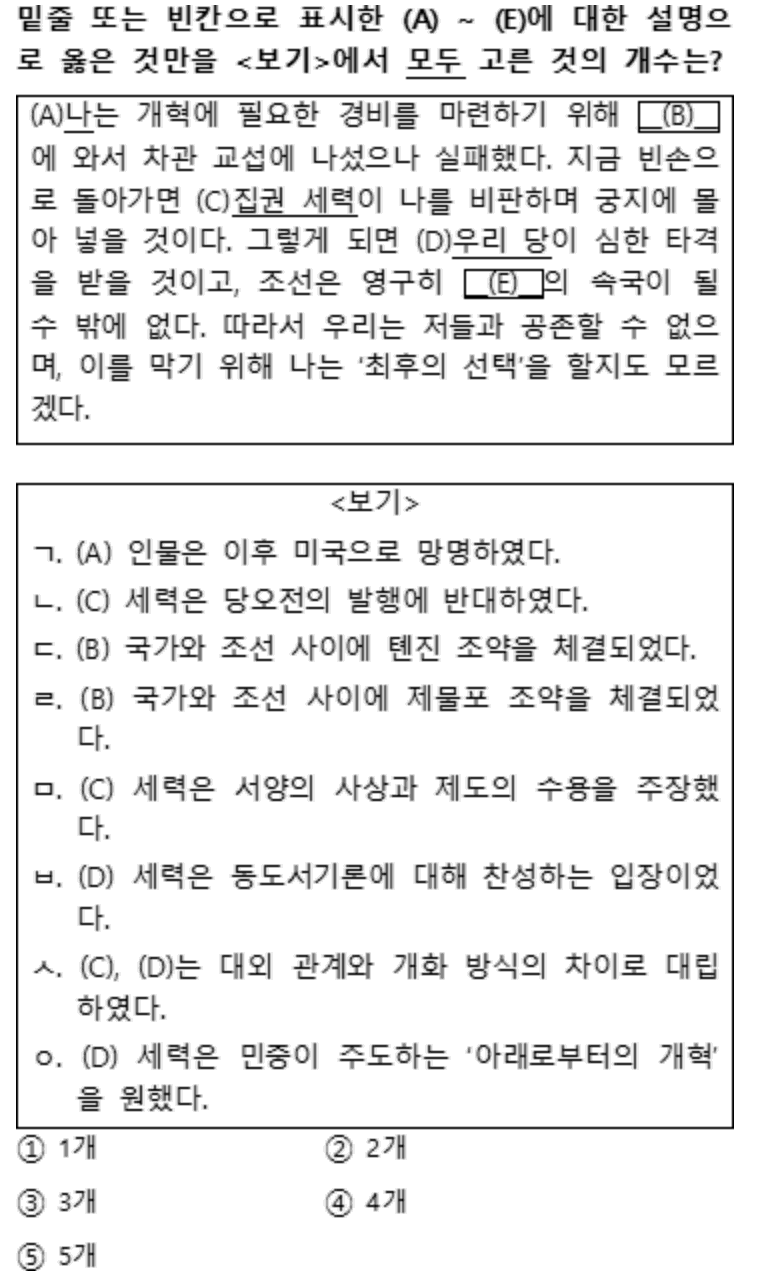 밑줄 또는 빈칸으로 표시한 (A) ~ (E)에 대한 설명으
로 옳은 것만을 <보기>에서 모두 고른 것의 개수는?
(A)나는 개혁에 필요한 경비를 마련하기 위해 (B)
에 와서 차관 교섭에 나섰으나 실패했다. 지금 빈손으
로 돌아가면 (C)집권 세력이 나를 비판하며 궁지에 몰
아 넣을 것이다. 그렇게 되면 (D)우리 당이 심한 타격
을 받을 것이고, 조선은 영구히 (E)의 속국이 될
수 밖에 없다. 따라서 우리는 저들과 공존할 수 없으
며, 이를 막기 위해 나는 ‘최후의 선택’을 할지도 모르
겠다.
<보기>
ㄱ. (A) 인물은 이후 미국으로 망명하였다.
ㄴ. (C) 세력은 당오전의 발행에 반대하였다.
ㄷ. (B) 국가와 조선 사이에 톈진 조약을 체결되었다.
ㄹ. (B) 국가와 조선 사이에 제물포 조약을 체결되었
다.
ㅁ. (C) 세력은 서양의 사상과 제도의 수용을 주장했
다.
ㅂ. (D) 세력은 동도서기론에 대해 찬성하는 입장이었
다.
ㅅ. (C), (D)는 대외 관계와 개화 방식의 차이로 대립
하였다.
ㅇ. (D) 세력은 민중이 주도하는 ‘아래로부터의 개혁’
을 원했다.
① 1개 ② 2개
③ 3개 ④ 4개
⑤ 5개